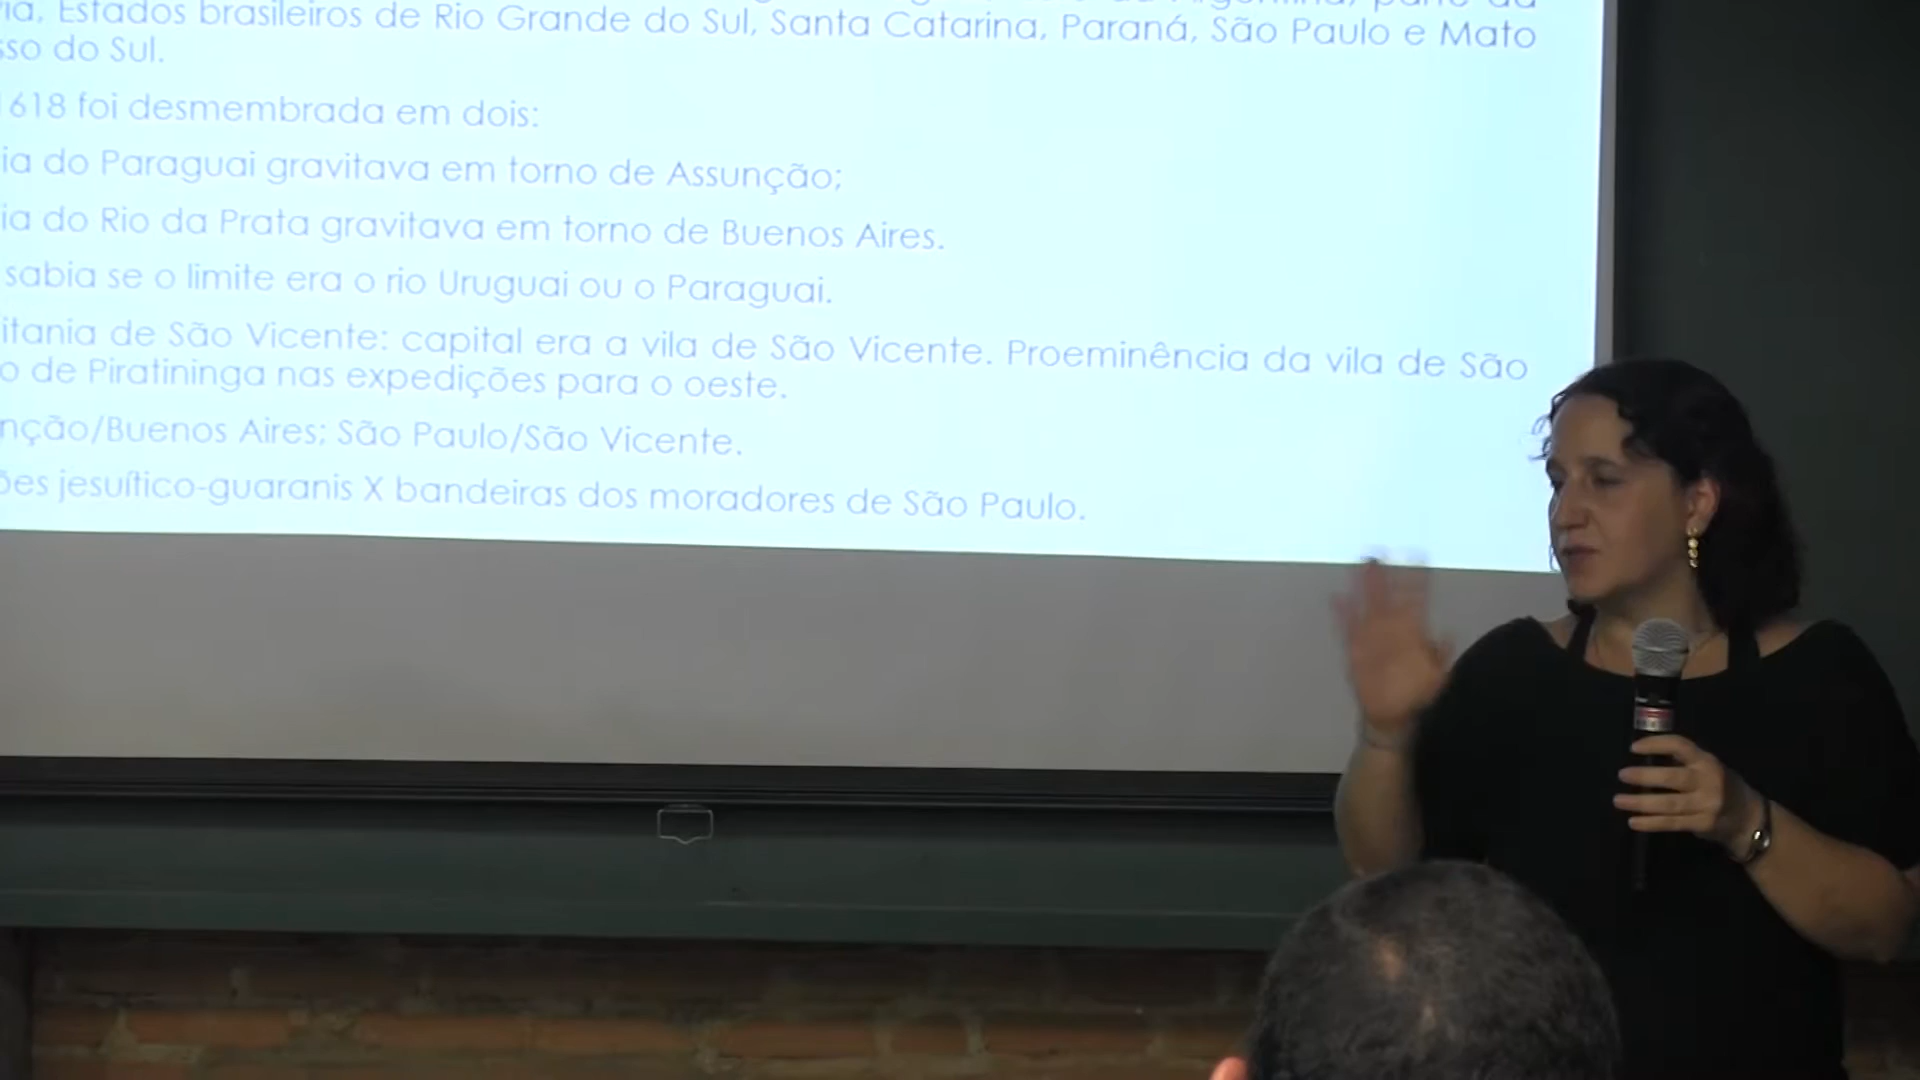 ia, Estados brasileiros de Rio Grande do Sul, Santa Catarina, Paraná, São Paulo e Mato
sso do Sul.
1618 foi desmembrada em dois:
ia do Paraguai gravitava em torno de Assunção;
ia do Rio da Prata gravitava em torno de Buenos Aires.
sabia se o limite era o rio Uruguai ou o Paraguai.
itania de São Vicente: capital era a vila de São Vicente. Proeminência da vila de São
o de Piratininga nas expedições para o oeste.
nção/Buenos Aires; São Paulo/São Vicente.
ões jesuítico-guaranis X bandeiras dos moradores de São Paulo.